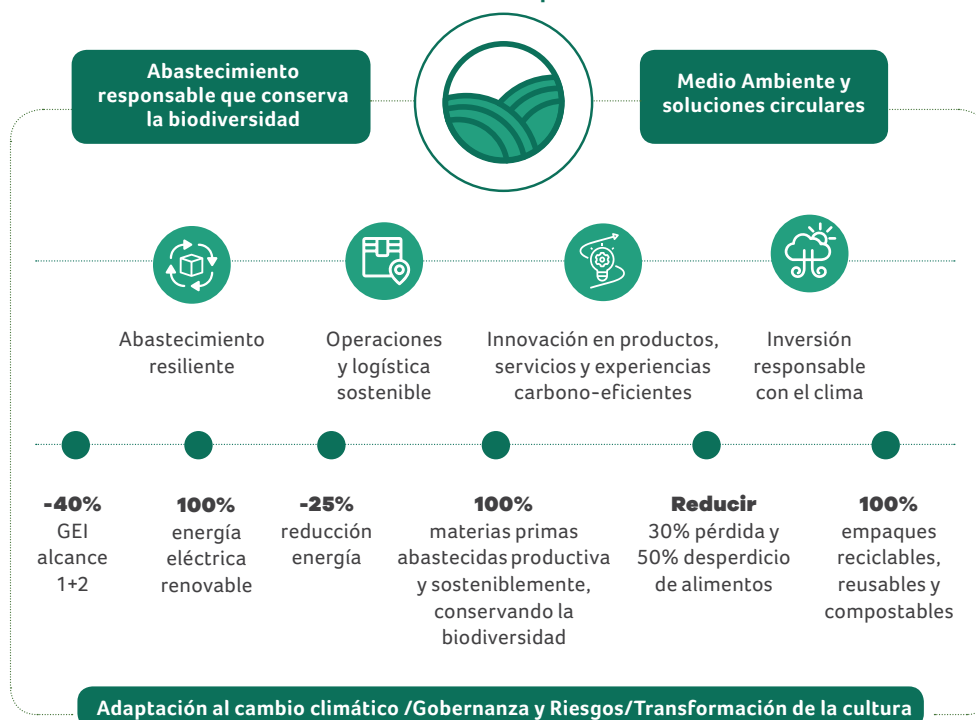 Abastecimiento
responsable que conserva
la biodiversidad
Medio Ambiente y
soluciones circulares
Abastecimiento
resiliente
Operaciones
y logística
sostenible
Innovación en productos,
servicios y experiencias
carbono-eficientes
Inversión
responsable
con el clima
-40%
GEI
alcance
1+2
100%
energía
eléctrica
renovable
-25%
reducción
energía
100%
materias primas
abastecidas productiva
y sosteniblemente,
conservando la
biodiversidad
Reducir
30% pérdida y
50% desperdicio
de alimentos
100%
empaques
reciclables,
reusables y
compostables
Adaptación al cambio climático /Gobernanza y Riesgos/Transformación de la cultura